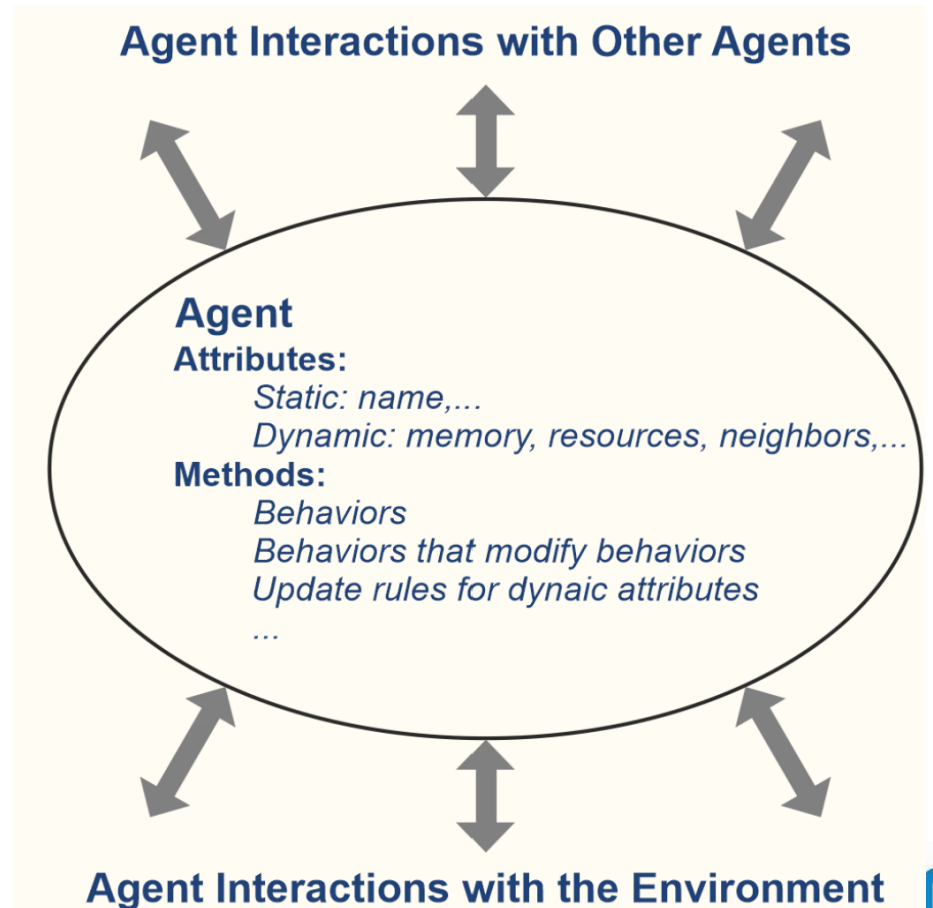 Agent Interactions with Other Agents
Agent
Attributes:
Static: name,...
Dynamic: memory, resources, neighbors,...
Methods:
Behaviors
Behaviors that modify behaviors
Update rules for dynaic attributes
...
Agent Interactions with the Environment